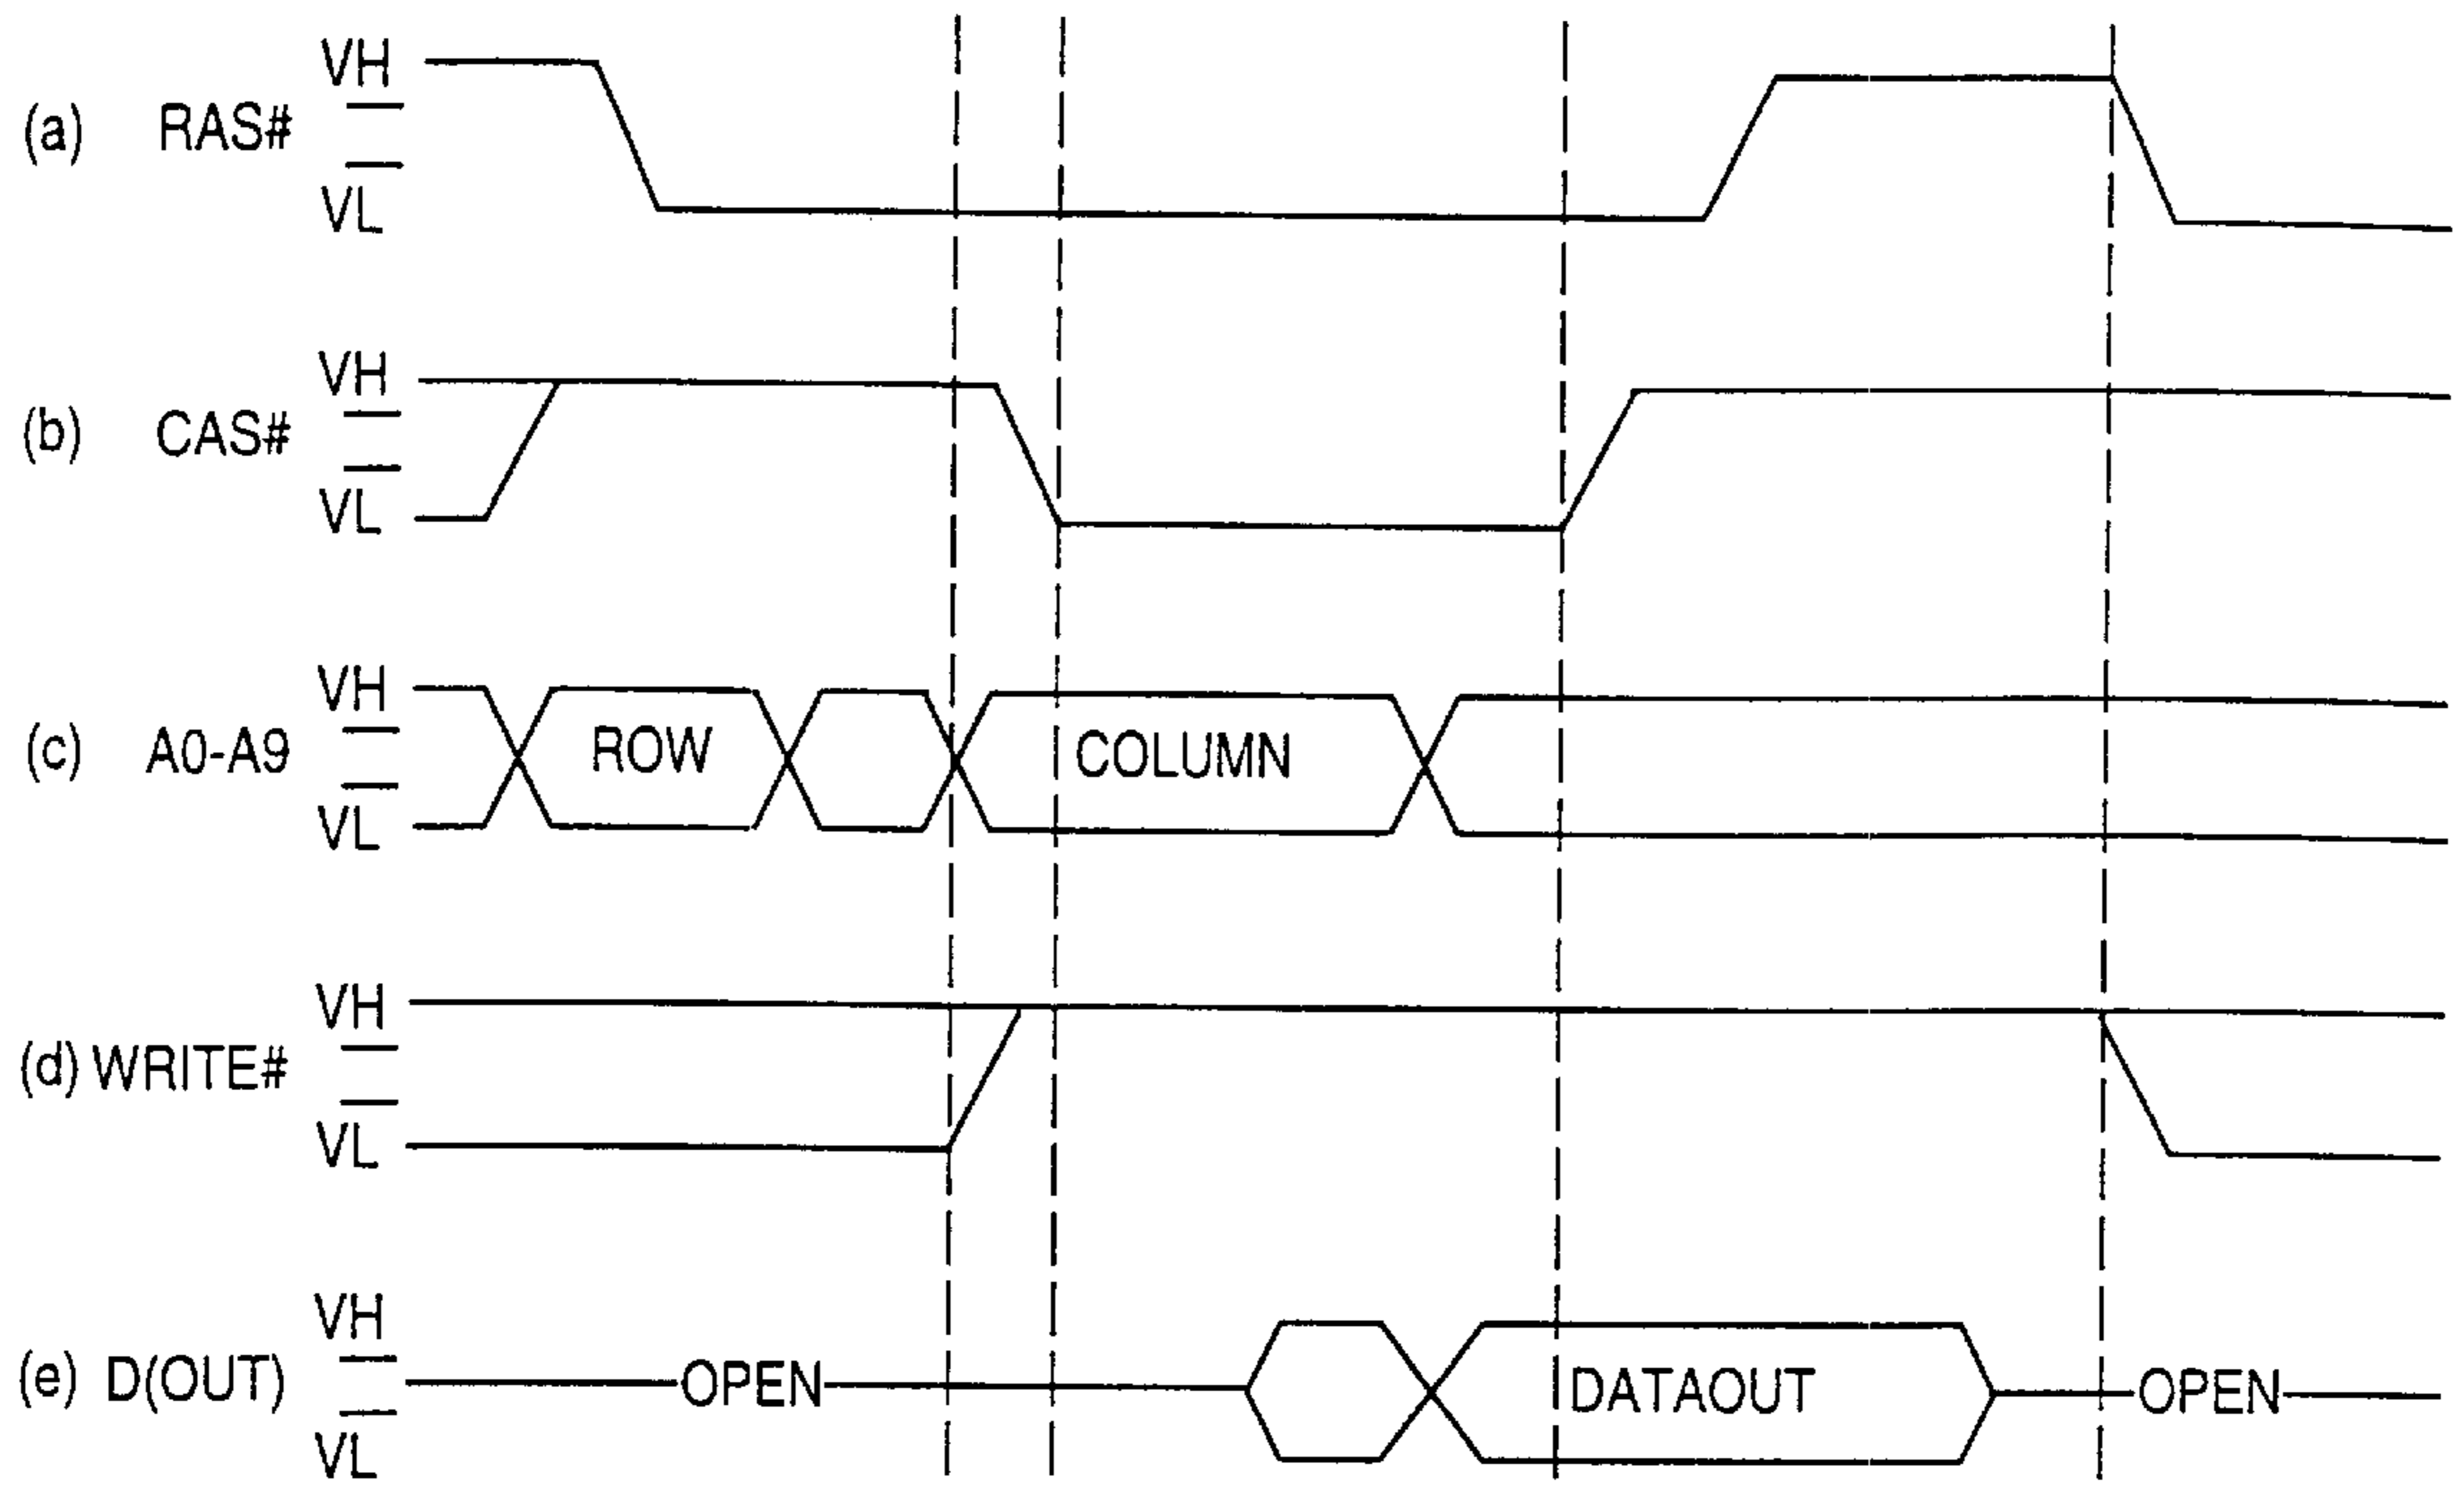 VH
(a) RAS#
VL
VH
(b) CAS#
VL
VH
(c) A0-A9 ROW COLUMN
VL
VH
(d) WRITE#
VL
VH
(e) D(OUT) OPEN DATAOUT OPEN
VL